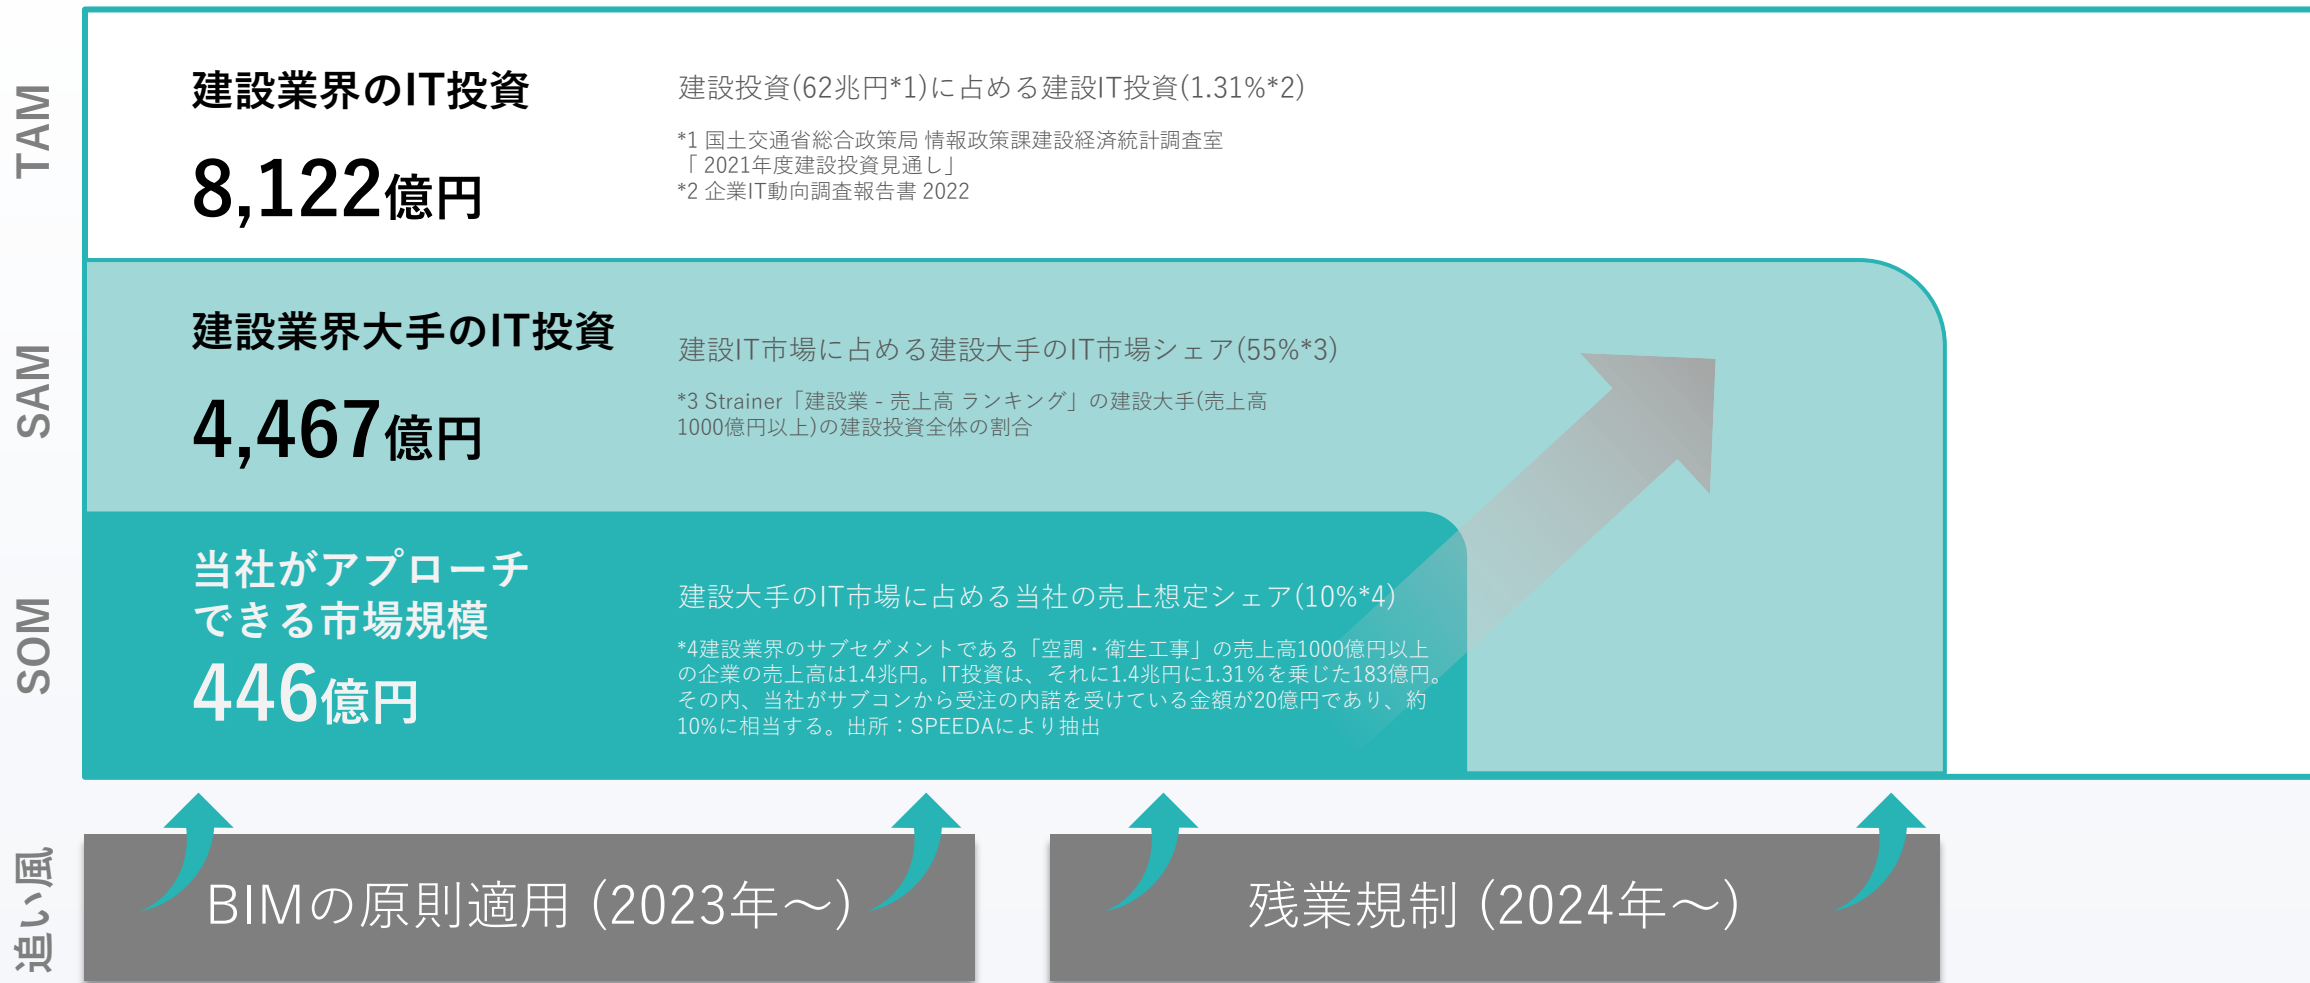 TAM
建設業界のIT投資
8,122億円
建設投資(62兆円*1)に占める建設IT投資(1.31%*2)
*1 国土交通省総合政策局 情報政策課建設経済統計調査室
「 2021年度建設投資見通し」
*2 企業IT動向調査報告書 2022
SAM
建設業界大手のIT投資
4,467億円
建設IT市場に占める建設大手のIT市場シェア(55%*3)
*3 Strainer「建設業 - 売上高 ランキング」の建設大手(売上高
1000億円以上)の建設投資全体の割合
SOM
当社がアプローチ
できる市場規模
446億円
建設大手のIT市場に占める当社の売上想定シェア(10%*4)
*4建設業界のサブセグメントである「空調・衛生工事」の売上高1000億円以上
の企業の売上高は1.4兆円。IT投資は、それに1.4兆円に1.31%を乗じた183億円。
その内、当社がサブコンから受注の内諾を受けている金額が20億円であり、約
10%に相当する。出所：SPEEDAにより抽出
追い風
BIMの原則適用 (2023年～)
残業規制 (2024年～)